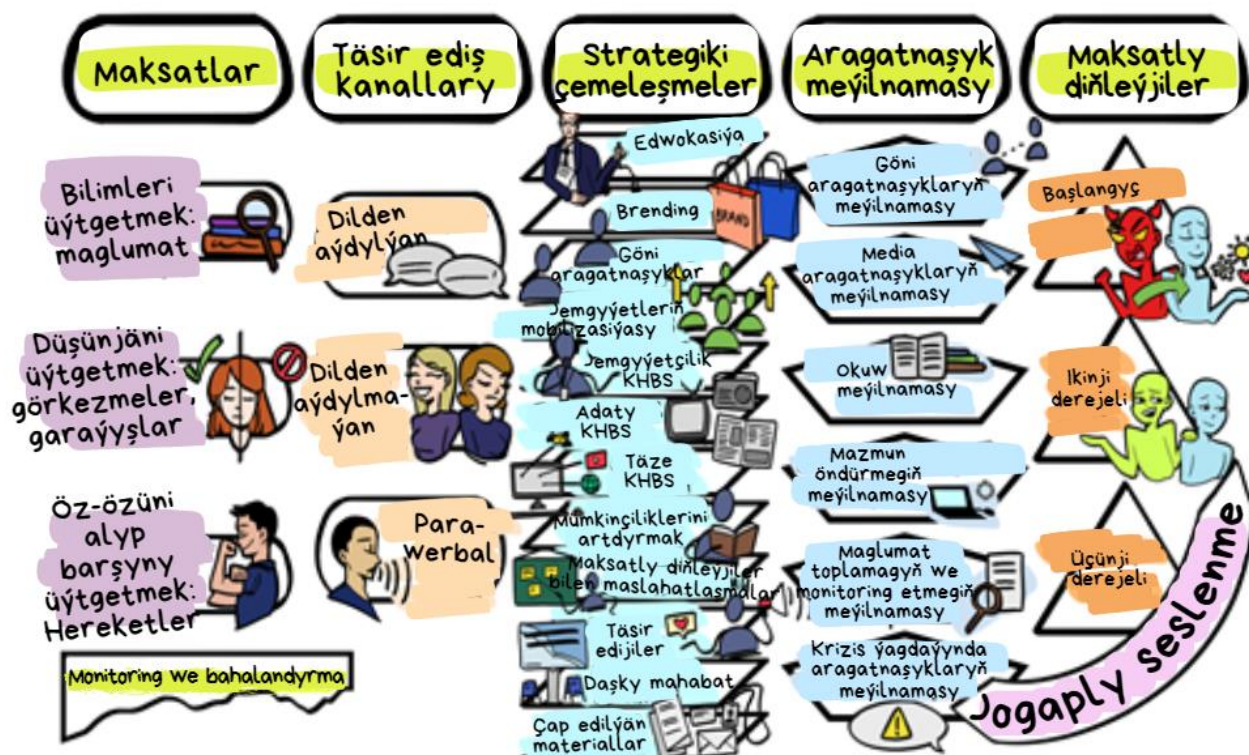 Maksatlar
Täsir ediş
kanallary
Strategiki
çemeleşmeler
Aragatnaşyk
meýilnamasy
Maksatly
diňleýjiler
Bilimleri
üýtgetmek:
maglumat
Düşünjäni
üýtgetmek:
görkezmeler,
garaýyşlar
Öz-özüni
alyp
barşyny
üýtgetmek:
Hereketler
Monitoring we bahalandyrma
Dilden
aýdylýan
Dilden
aýdylma-
ýan
Para-
werbal
Edwokasiýa
Brending
BRAND
Göni
aragatnaşyklar
Jemgyýetleriň
mobilizasiýasy
Jemgyýetçilik
KHBS
Adaty
KHBS
Täze
KHBS
Mümkinçiliklerini
artdyrmak
Maksatly diňleýjiler
bilen maslahatlaşmalar
Täsir
edijiler
Daşky mahabat
Çap edilýän
materiallar
Göni
aragatnaşyklaryň
meýilnamasy
Media
aragatnaşyklaryň
meýilnamasy
Okuw
meýilnamasy
Mazmun
öndürmegiň
meýilnamasy
Maglumat
toplamagyň we
monitoring etmegiň
meýilnamasy
Krizis ýagdaýynda
aragatnaşyklaryň
meýilnamasy
Başlangyç
Ikinji
derejeli
Üçünji
derejeli
Jogaply seslenme